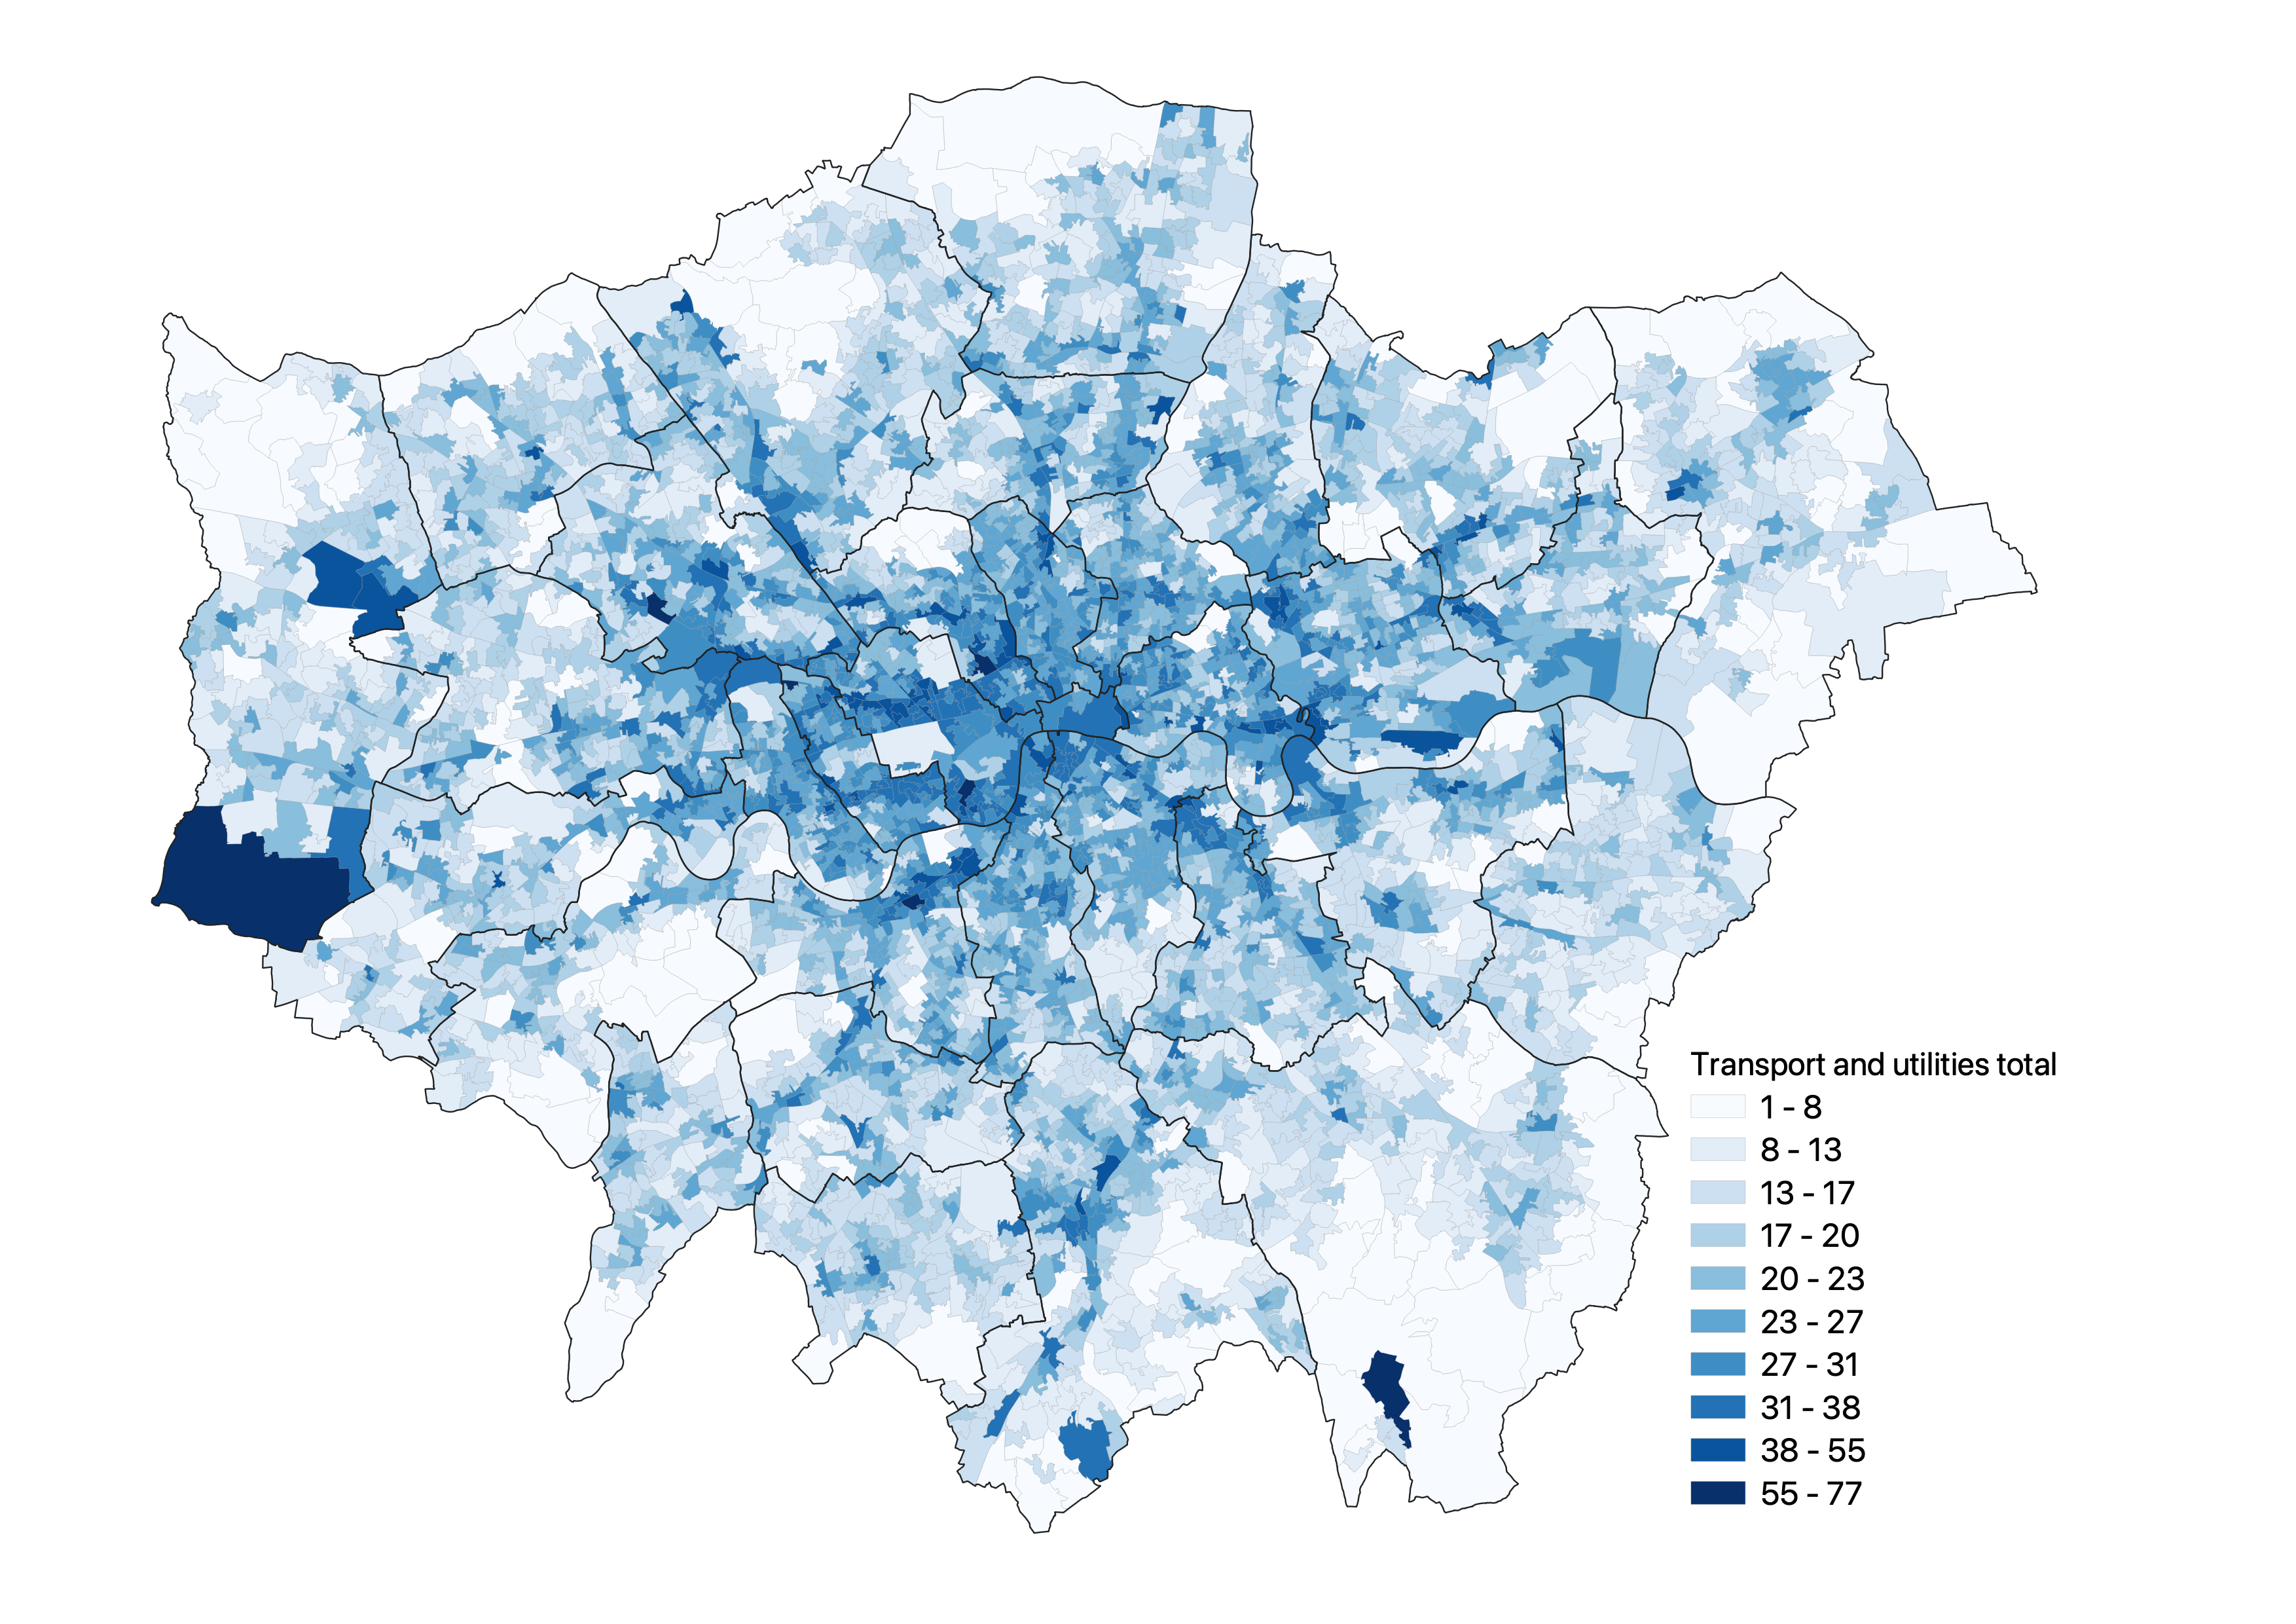 Transport and utilities total
1 - 8
8 - 13
13 - 17
17 - 20
20 - 23
23 - 27
27 - 31
31 - 38
38 - 55
55 - 77